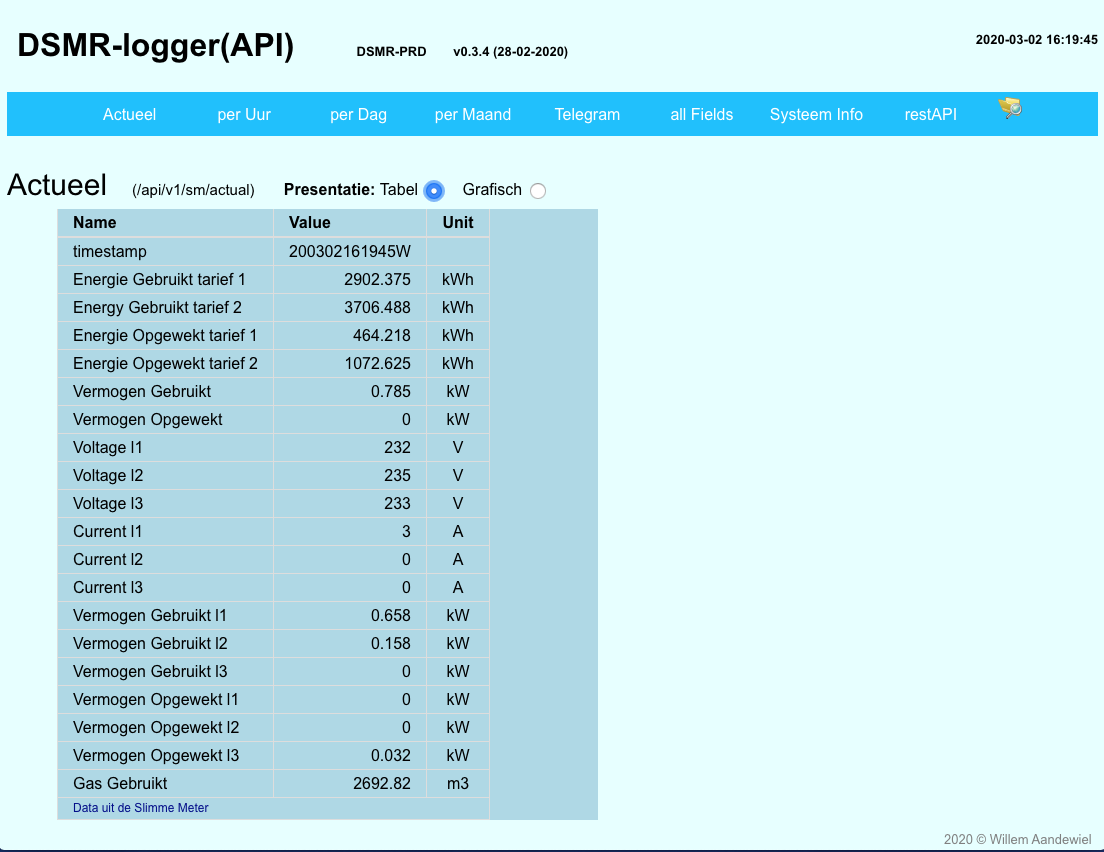 DSMR-logger(API) DSMR-PRD v0.3.4 (28-02-2020) 2020-03-02 16:19:45
Actueel per Uur per Dag per Maand Telegram all Fields Systeem Info restAPI
Actueel (/api/v1/sm/actual) Presentatie: Tabel Grafisch
Name Value Unit
timestamp 200302161945W
Energie Gebruikt tarief 1 2902.375 kWh
Energy Gebruikt tarief 2 3706.488 kWh
Energie Opgewekt tarief 1 464.218 kWh
Energie Opgewekt tarief 2 1072.625 kWh
Vermogen Gebruikt 0.785 kW
Vermogen Opgewekt 0 kW
Voltage l1 232 V
Voltage l2 235 V
Voltage l3 233 V
Current l1 3 A
Current l2 0 A
Current l3 0 A
Vermogen Gebruikt l1 0.658 kW
Vermogen Gebruikt l2 0.158 kW
Vermogen Gebruikt l3 0 kW
Vermogen Opgewekt l1 0 kW
Vermogen Opgewekt l2 0 kW
Vermogen Opgewekt l3 0.032 kW
Gas Gebruikt 2692.82 m3
Data uit de Slimme Meter
2020 © Willem Aandewiel